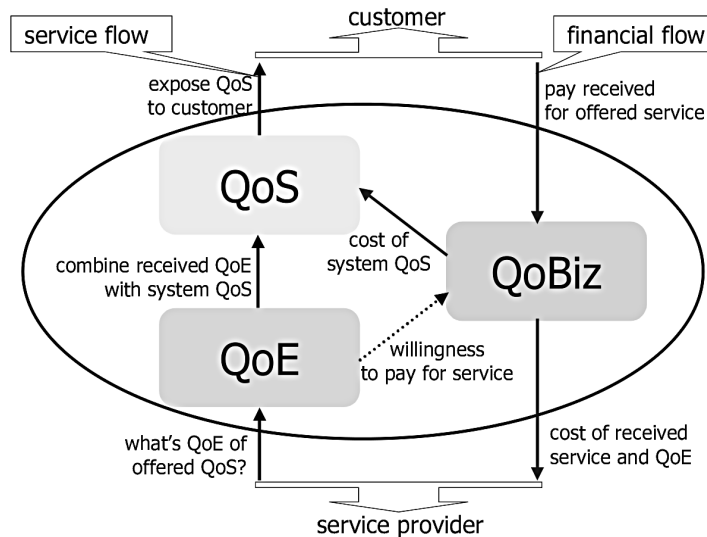 customer
service flow
financial flow
expose QoS
to customer
pay received
for offered service
QoS
cost of
system QoS
QoBiz
combine received QoE
with system QoS
QoE
willingness
to pay for service
what's QoE of
offered QoS?
cost of received
service and QoE
service provider